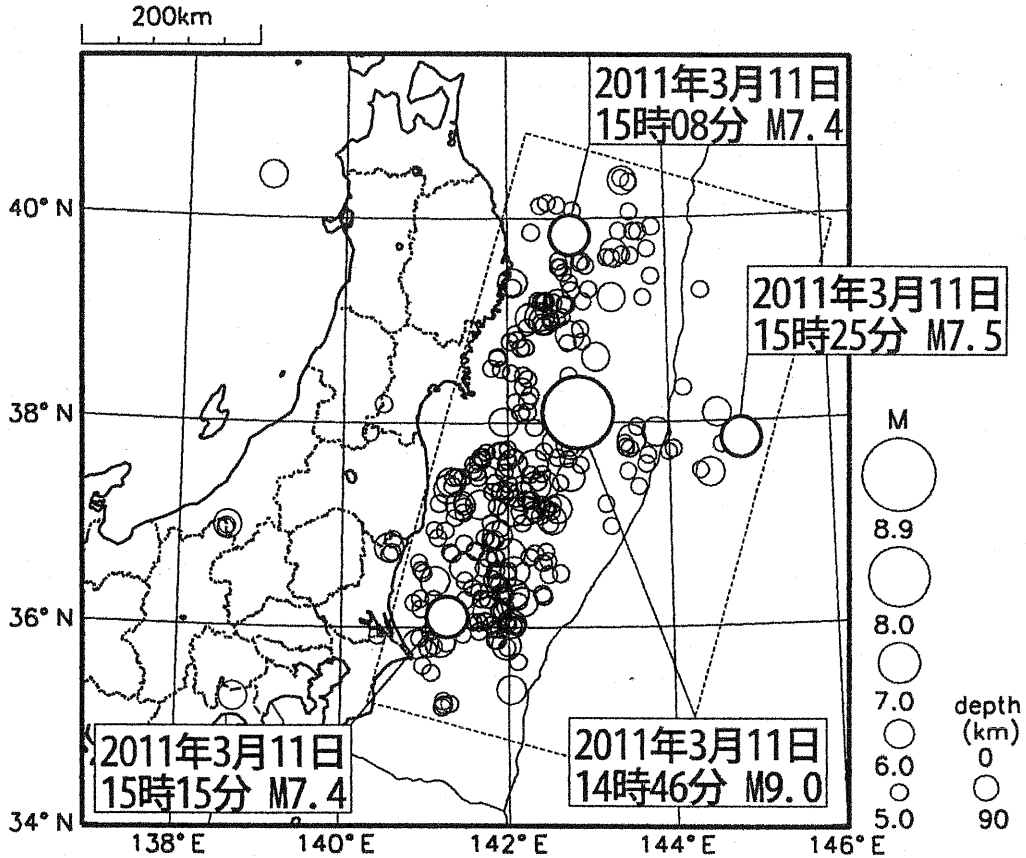 200km
2011年3月11日
15時08分 M7.4
40°N
2011年3月11日
15時25分 M7.5
38°N
M
8.9
8.0
36°N
7.0
depth
(km)
2011年3月11日
15時15分 M7.4
2011年3月11日
14時46分 M9.0
0
6.0
5.0
90
34°N
138°E
140°E
142°E
144°E
146°E